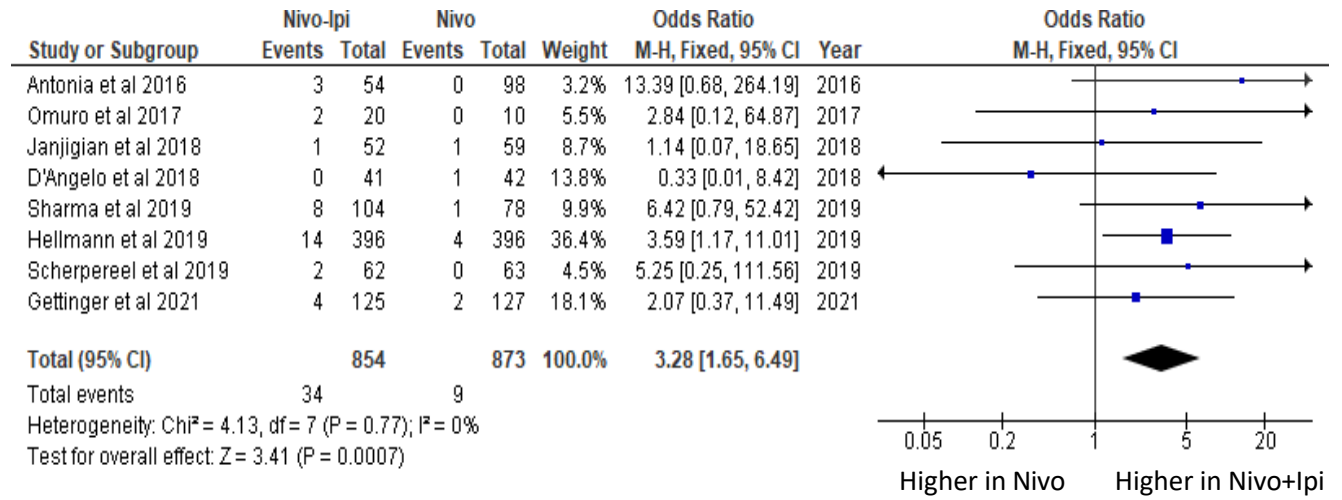 Nivo-Ipi Nivo Odds Ratio Odds Ratio
Study or Subgroup Events Total Events Total Weight M-H, Fixed, 95% CI Year M-H, Fixed, 95% CI
Antonia et al 2016 3 54 0 98 3.2% 13.39 [0.68, 264.19] 2016
Omuro et al 2017 2 20 0 10 5.5% 2.84 [0.12, 64.87] 2017
Janjigian et al 2018 1 52 1 59 8.7% 1.14 [0.07, 18.65] 2018
D'Angelo et al 2018 0 41 1 42 13.8% 0.33 [0.01, 8.42] 2018
Sharma et al 2019 8 104 1 78 9.9% 6.42 [0.79, 52.42] 2019
Hellmann et al 2019 14 396 4 396 36.4% 3.59 [1.17, 11.01] 2019
Scherpereel et al 2019 2 62 0 63 4.5% 5.25 [0.25, 111.56] 2019
Gettinger et al 2021 4 125 2 127 18.1% 2.07 [0.37, 11.49] 2021
Total (95% CI) 854 873 100.0% 3.28 [1.65, 6.49]
Total events 34 9
Heterogeneity: Chi² = 4.13, df = 7 (P = 0.77); I² = 0%
Test for overall effect: Z = 3.41 (P = 0.0007)
0.05 0.2 1 5 20
Higher in Nivo Higher in Nivo+Ipi